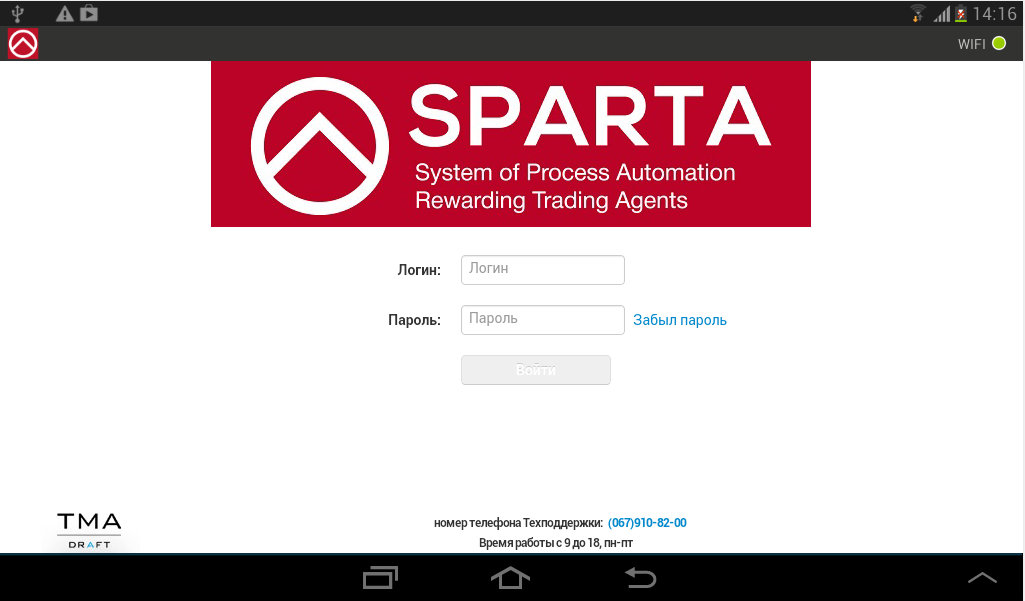 14:16
WIFI
SPARTA
System of Process Automation
Rewarding Trading Agents
Логин: Логин
Пароль: Пароль Забыл пароль
Войти
TMA
DRAFT
номер телефона Техподдержки: (067)910-82-00
Время работы с 9 до 18, пн-пт